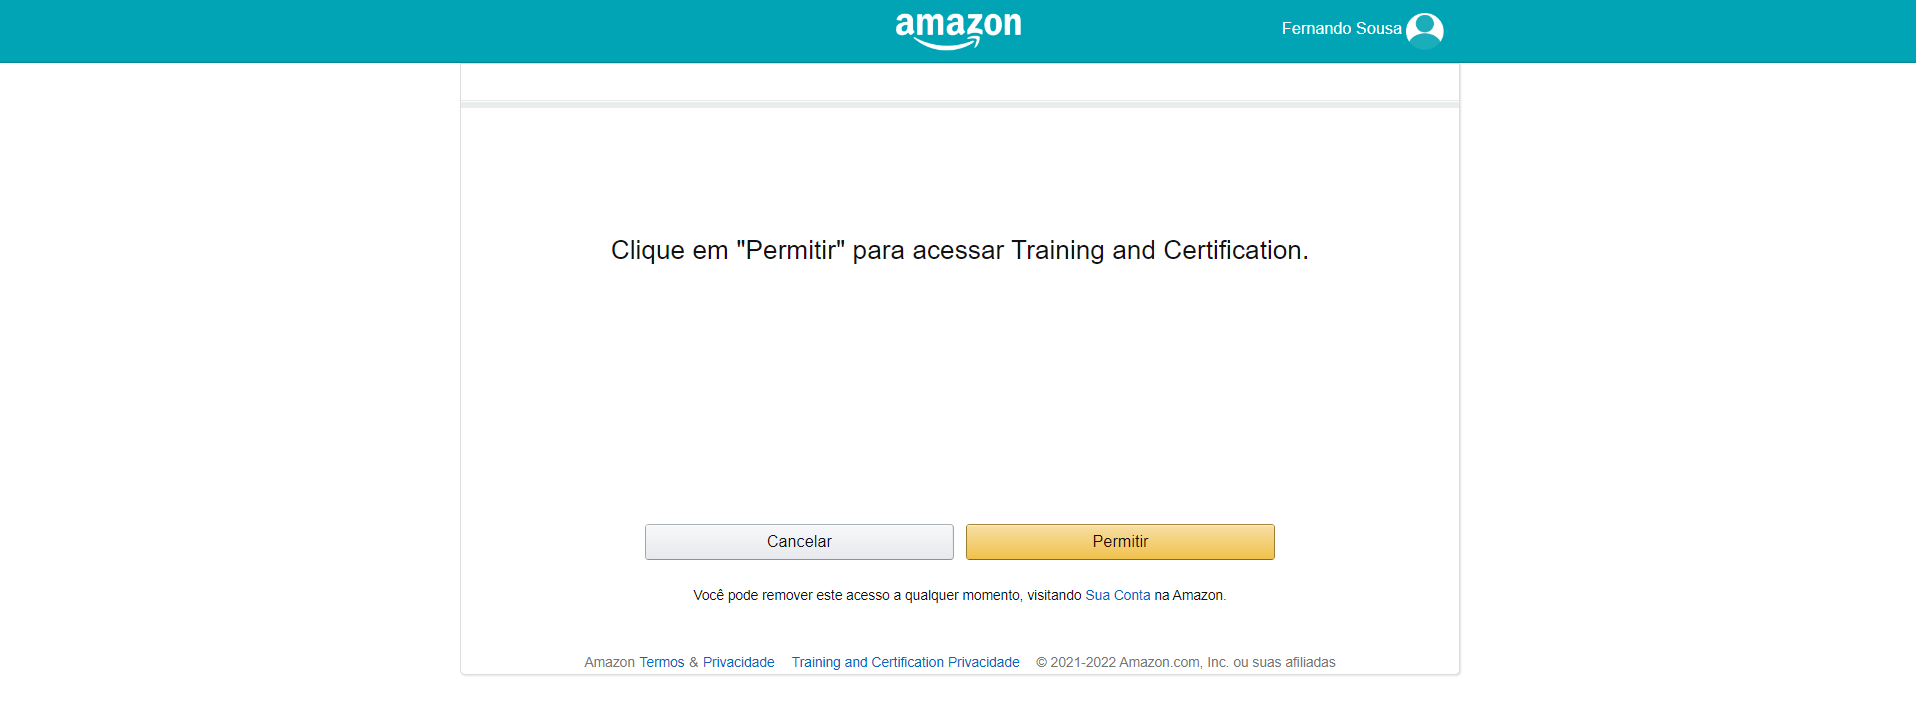 amazon
Fernando Sousa
Clique em "Permitir" para acessar Training and Certification.
Cancelar
Permitir
Você pode remover este acesso a qualquer momento, visitando Sua Conta na Amazon.
Amazon Termos & Privacidade Training and Certification Privacidade © 2021-2022 Amazon.com, Inc. ou suas afiliadas